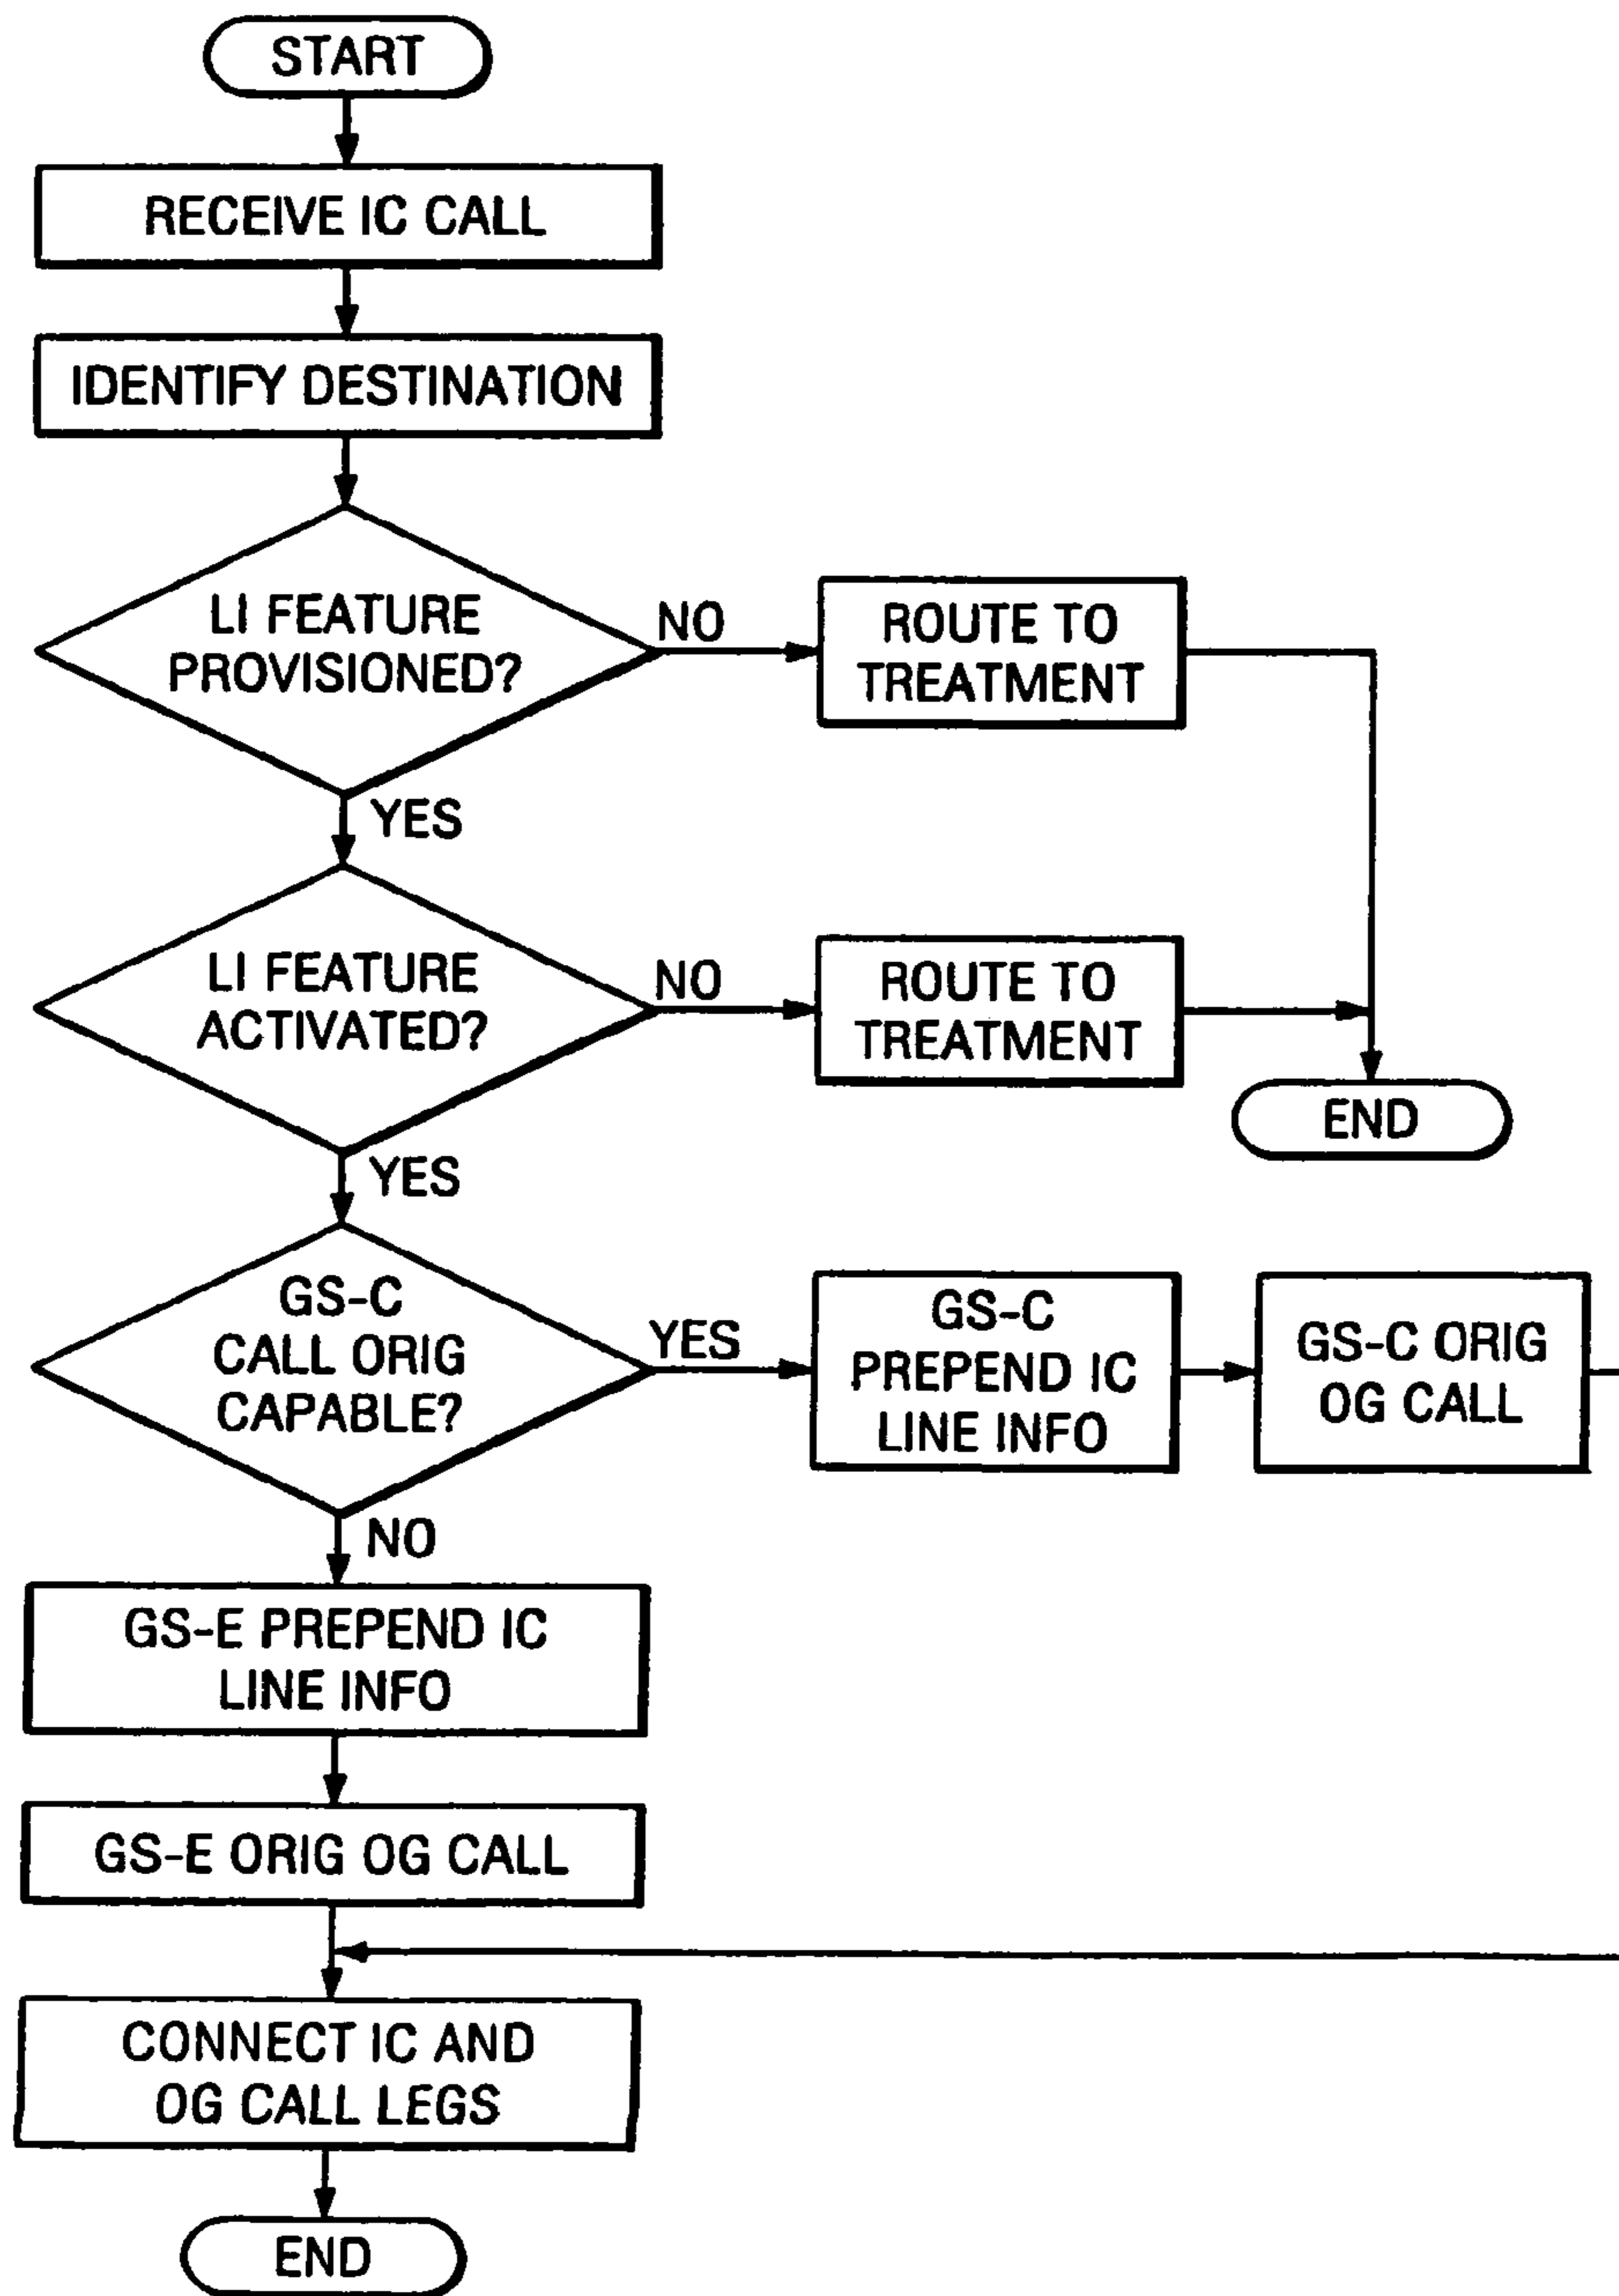 START
RECEIVE IC CALL
IDENTIFY DESTINATION
LI FEATURE
PROVISIONED?
NO
ROUTE TO
TREATMENT
YES
LI FEATURE
ACTIVATED?
NO
ROUTE TO
TREATMENT
END
YES
GS-C
CALL ORIG
CAPABLE?
YES
GS-C
PREPEND IC
LINE INFO
GS-C ORIG
OG CALL
NO
GS-E PREPEND IC
LINE INFO
GS-E ORIG OG CALL
CONNECT IC AND
OG CALL LEGS
END